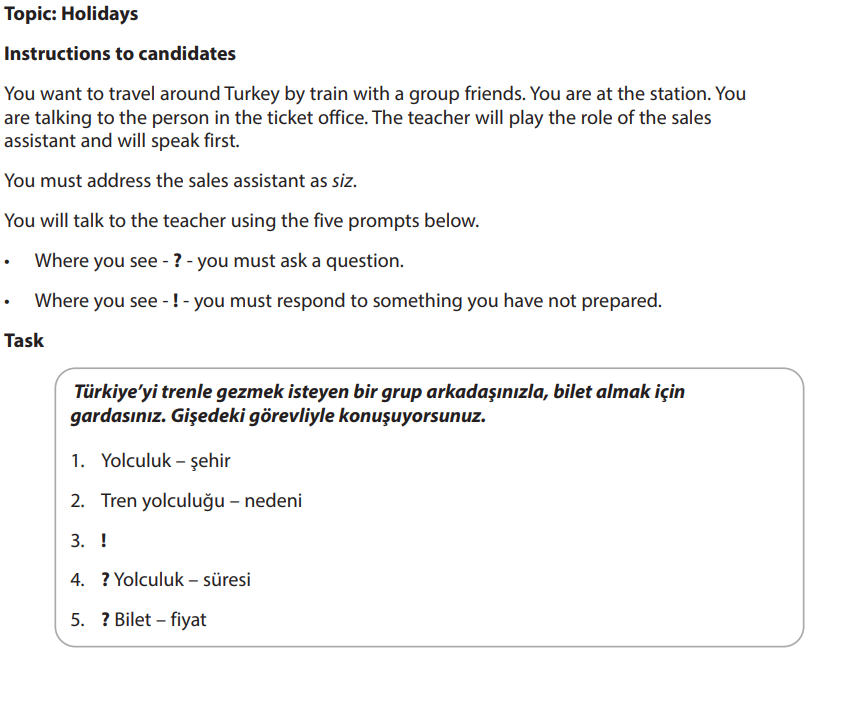 Topic: Holidays
Instructions to candidates
You want to travel around Turkey by train with a group friends. You are at the station. You
are talking to the person in the ticket office. The teacher will play the role of the sales
assistant and will speak first.
You must address the sales assistant as siz.
You will talk to the teacher using the five prompts below.
• Where you see - ? - you must ask a question.
• Where you see - ! - you must respond to something you have not prepared.
Task
Türkiye'yi trenle gezmek isteyen bir grup arkadaşınızla, bilet almak için
gardasınız. Gişedeki görevliyle konuşuyorsunuz.
1. Yolculuk – şehir
2. Tren yolculuğu – nedeni
3. !
4. ? Yolculuk – süresi
5. ? Bilet – fiyat